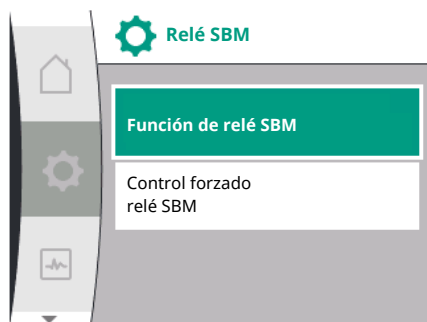 Relé SBM
Función de relé SBM
Control forzado
relé SBM